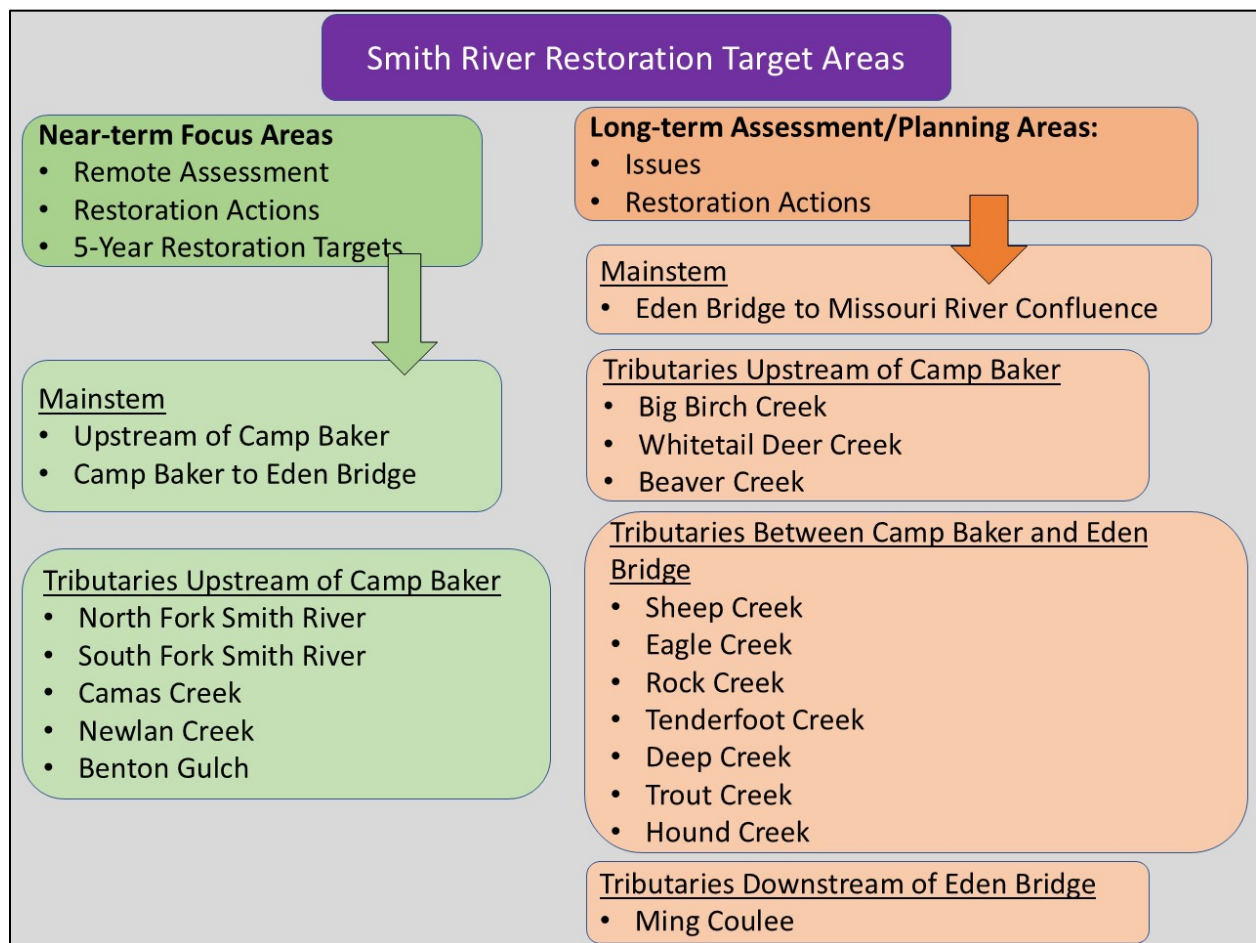 Smith River Restoration Target Areas
Near-term Focus Areas
• Remote Assessment
• Restoration Actions
• 5-Year Restoration Targets
Mainstem
• Upstream of Camp Baker
• Camp Baker to Eden Bridge
Tributaries Upstream of Camp Baker
• North Fork Smith River
• South Fork Smith River
• Camas Creek
• Newlan Creek
• Benton Gulch
Long-term Assessment/Planning Areas:
• Issues
• Restoration Actions
Mainstem
• Eden Bridge to Missouri River Confluence
Tributaries Upstream of Camp Baker
• Big Birch Creek
• Whitetail Deer Creek
• Beaver Creek
Tributaries Between Camp Baker and Eden
Bridge
• Sheep Creek
• Eagle Creek
• Rock Creek
• Tenderfoot Creek
• Deep Creek
• Trout Creek
• Hound Creek
Tributaries Downstream of Eden Bridge
• Ming Coulee